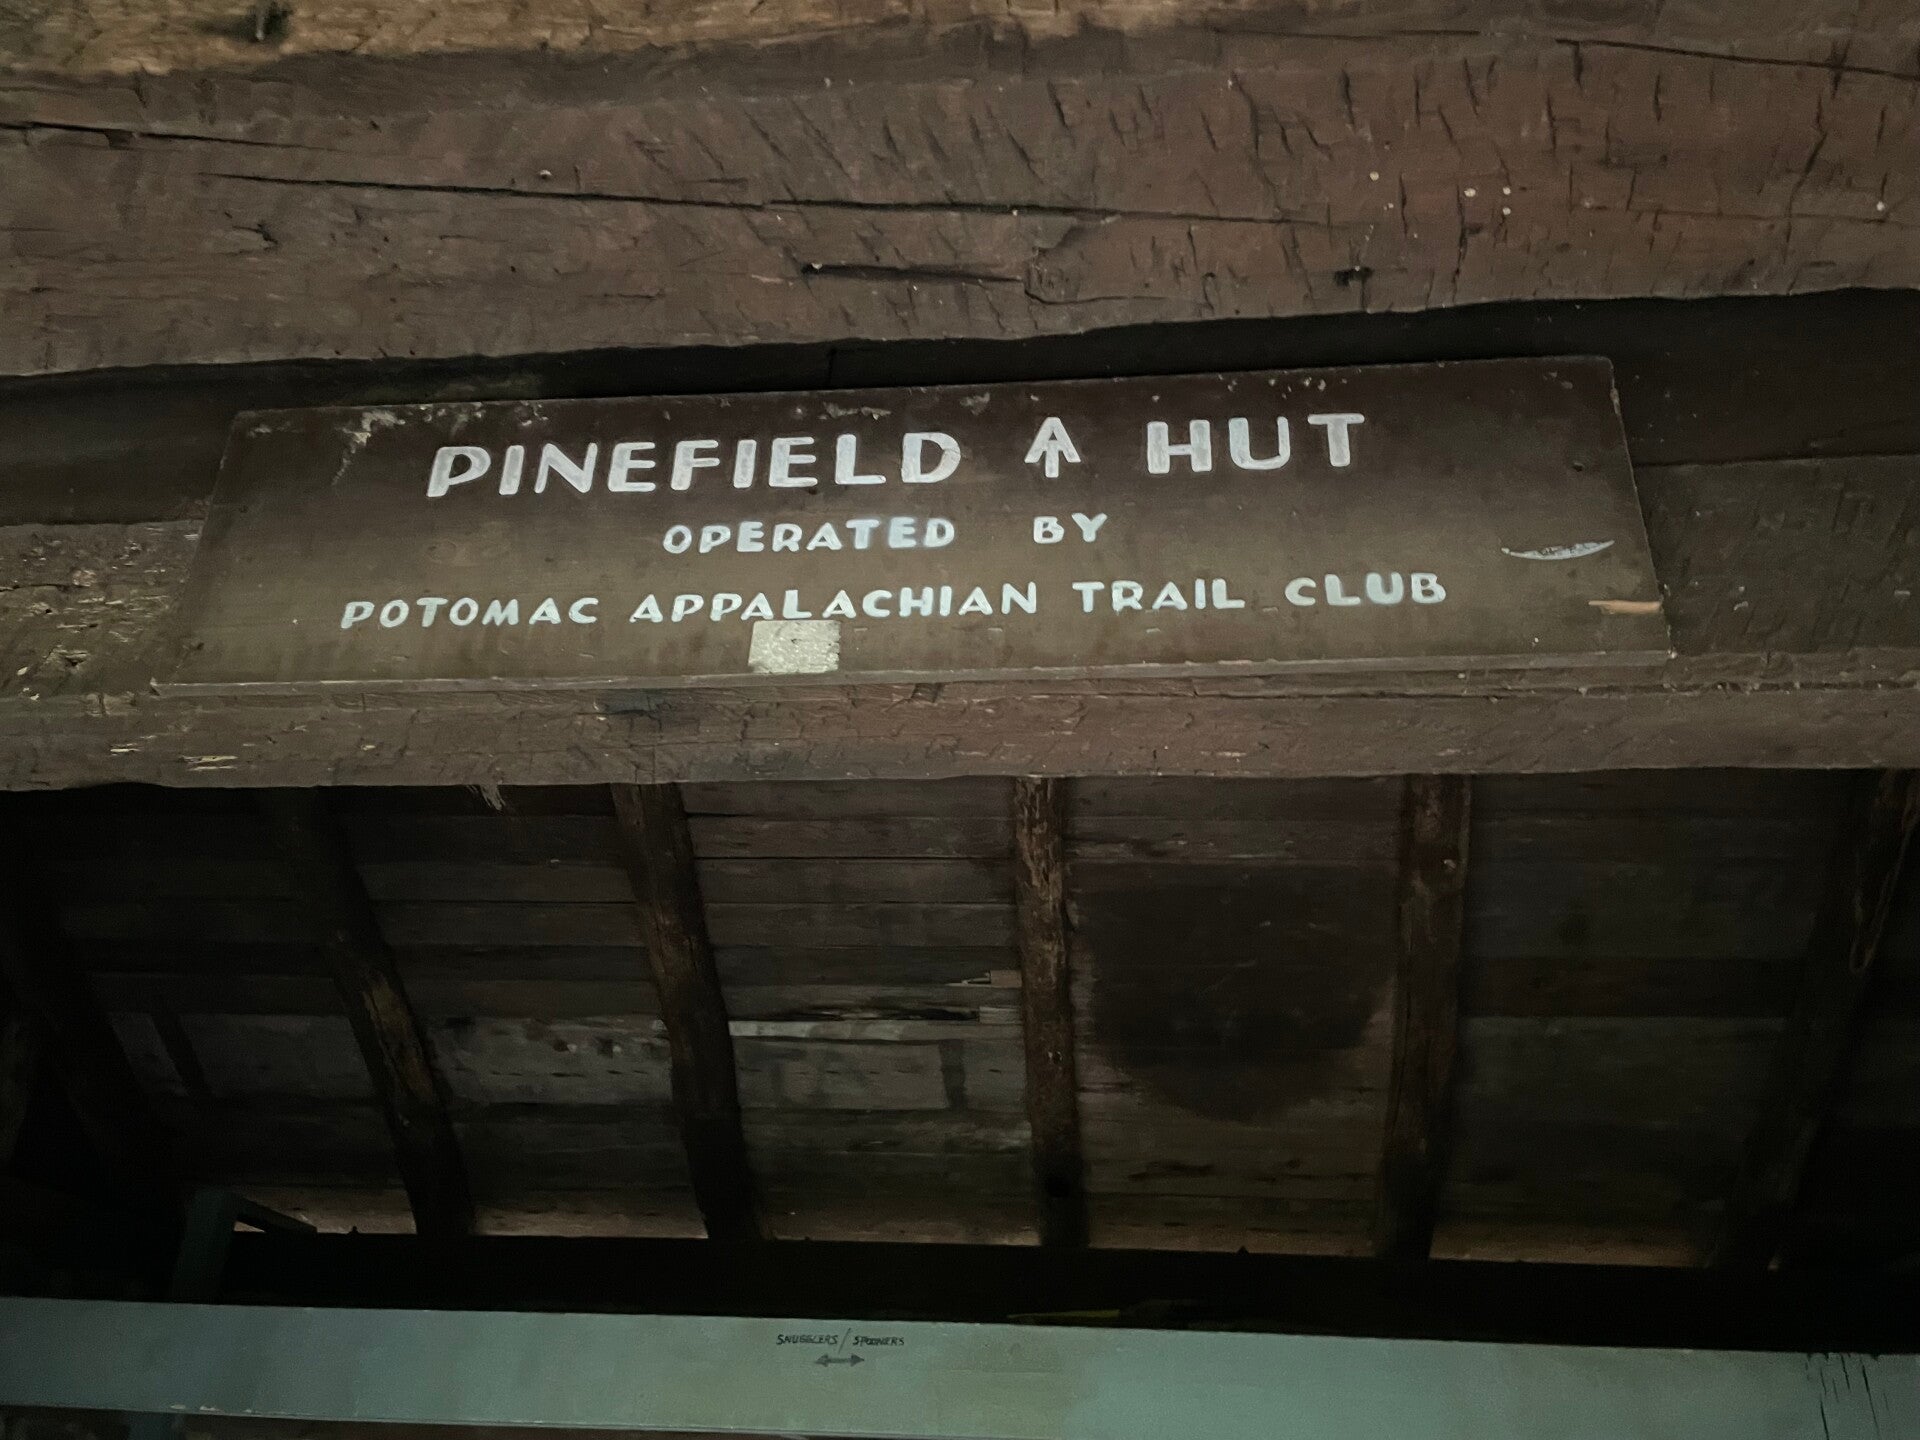 PINEFIELD HUT
OPERATED BY
POTOMAC APPALACHIAN TRAIL CLUB
SNUGGLERS / SPOONERS